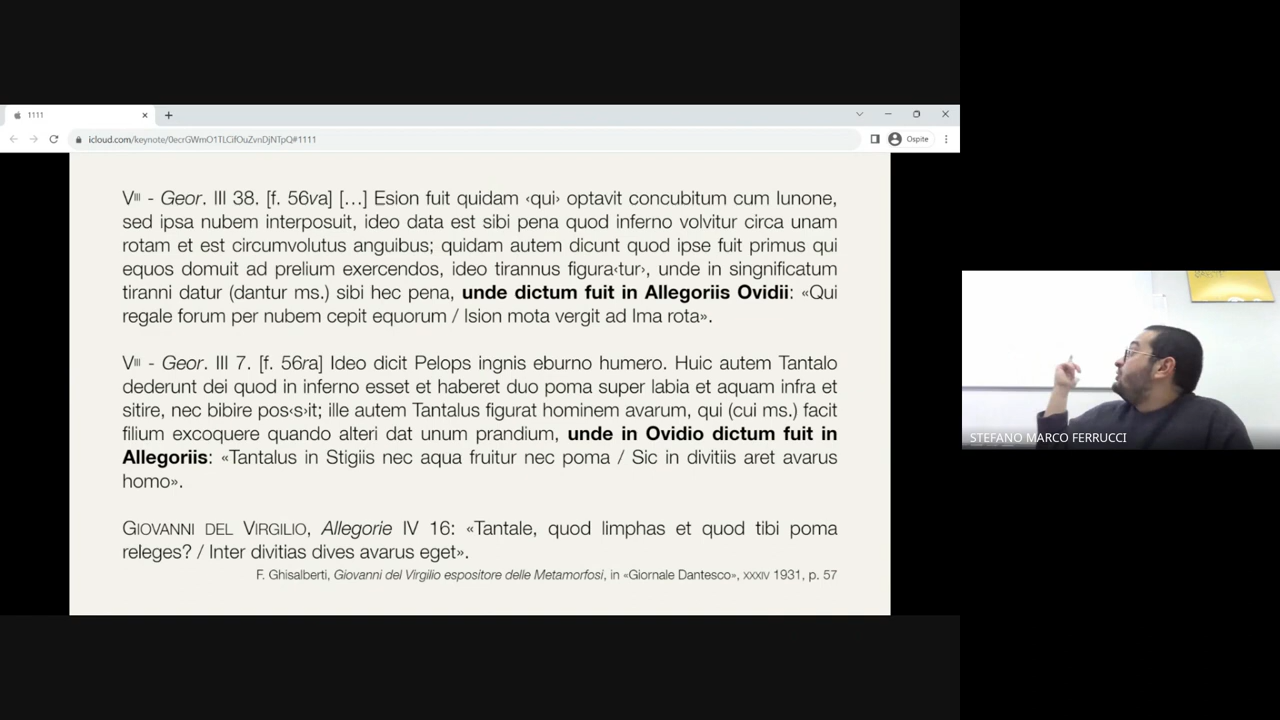 1111
icloud.com/keynote/0ecrGWmO1TLCifOuZvnDjNTpQ#1111
Ospite
Vᴵᴵᴵ - Geor. III 38. [f. 56va] […] Esion fuit quidam ‹qui› optavit concubitum cum Iunone,
sed ipsa nubem interposuit, ideo data est sibi pena quod inferno volvitur circa unam
rotam et est circumvolutus anguibus; quidam autem dicunt quod ipse fuit primus qui
equos domuit ad prelium exercendos, ideo tirannus figura‹tur›, unde in singnificatum
tiranni datur (dantur ms.) sibi hec pena, unde dictum fuit in Allegoriis Ovidii: «Qui
regale forum per nubem cepit equorum / Ision mota vergit ad Ima rota».
Vᴵᴵᴵ - Geor. III 7. [f. 56ra] Ideo dicit Pelops ingnis eburno humero. Huic autem Tantalo
dederunt dei quod in inferno esset et haberet duo poma super labia et aquam infra et
sitire, nec bibire pos‹s›it; ille autem Tantalus figurat hominem avarum, qui (cui ms.) facit
filium excoquere quando alteri dat unum prandium, unde in Ovidio dictum fuit in
Allegoriis: «Tantalus in Stigiis nec aqua fruitur nec poma / Sic in divitiis aret avarus
homo».
GIOVANNI DEL VIRGILIO, Allegorie IV 16: «Tantale, quod limphas et quod tibi poma
releges? / Inter divitias dives avarus eget».
F. Ghisalberti, Giovanni del Virgilio espositore delle Metamorfosi, in «Giornale Dantesco», XXXIV 1931, p. 57
STEFANO MARCO FERRUCCI